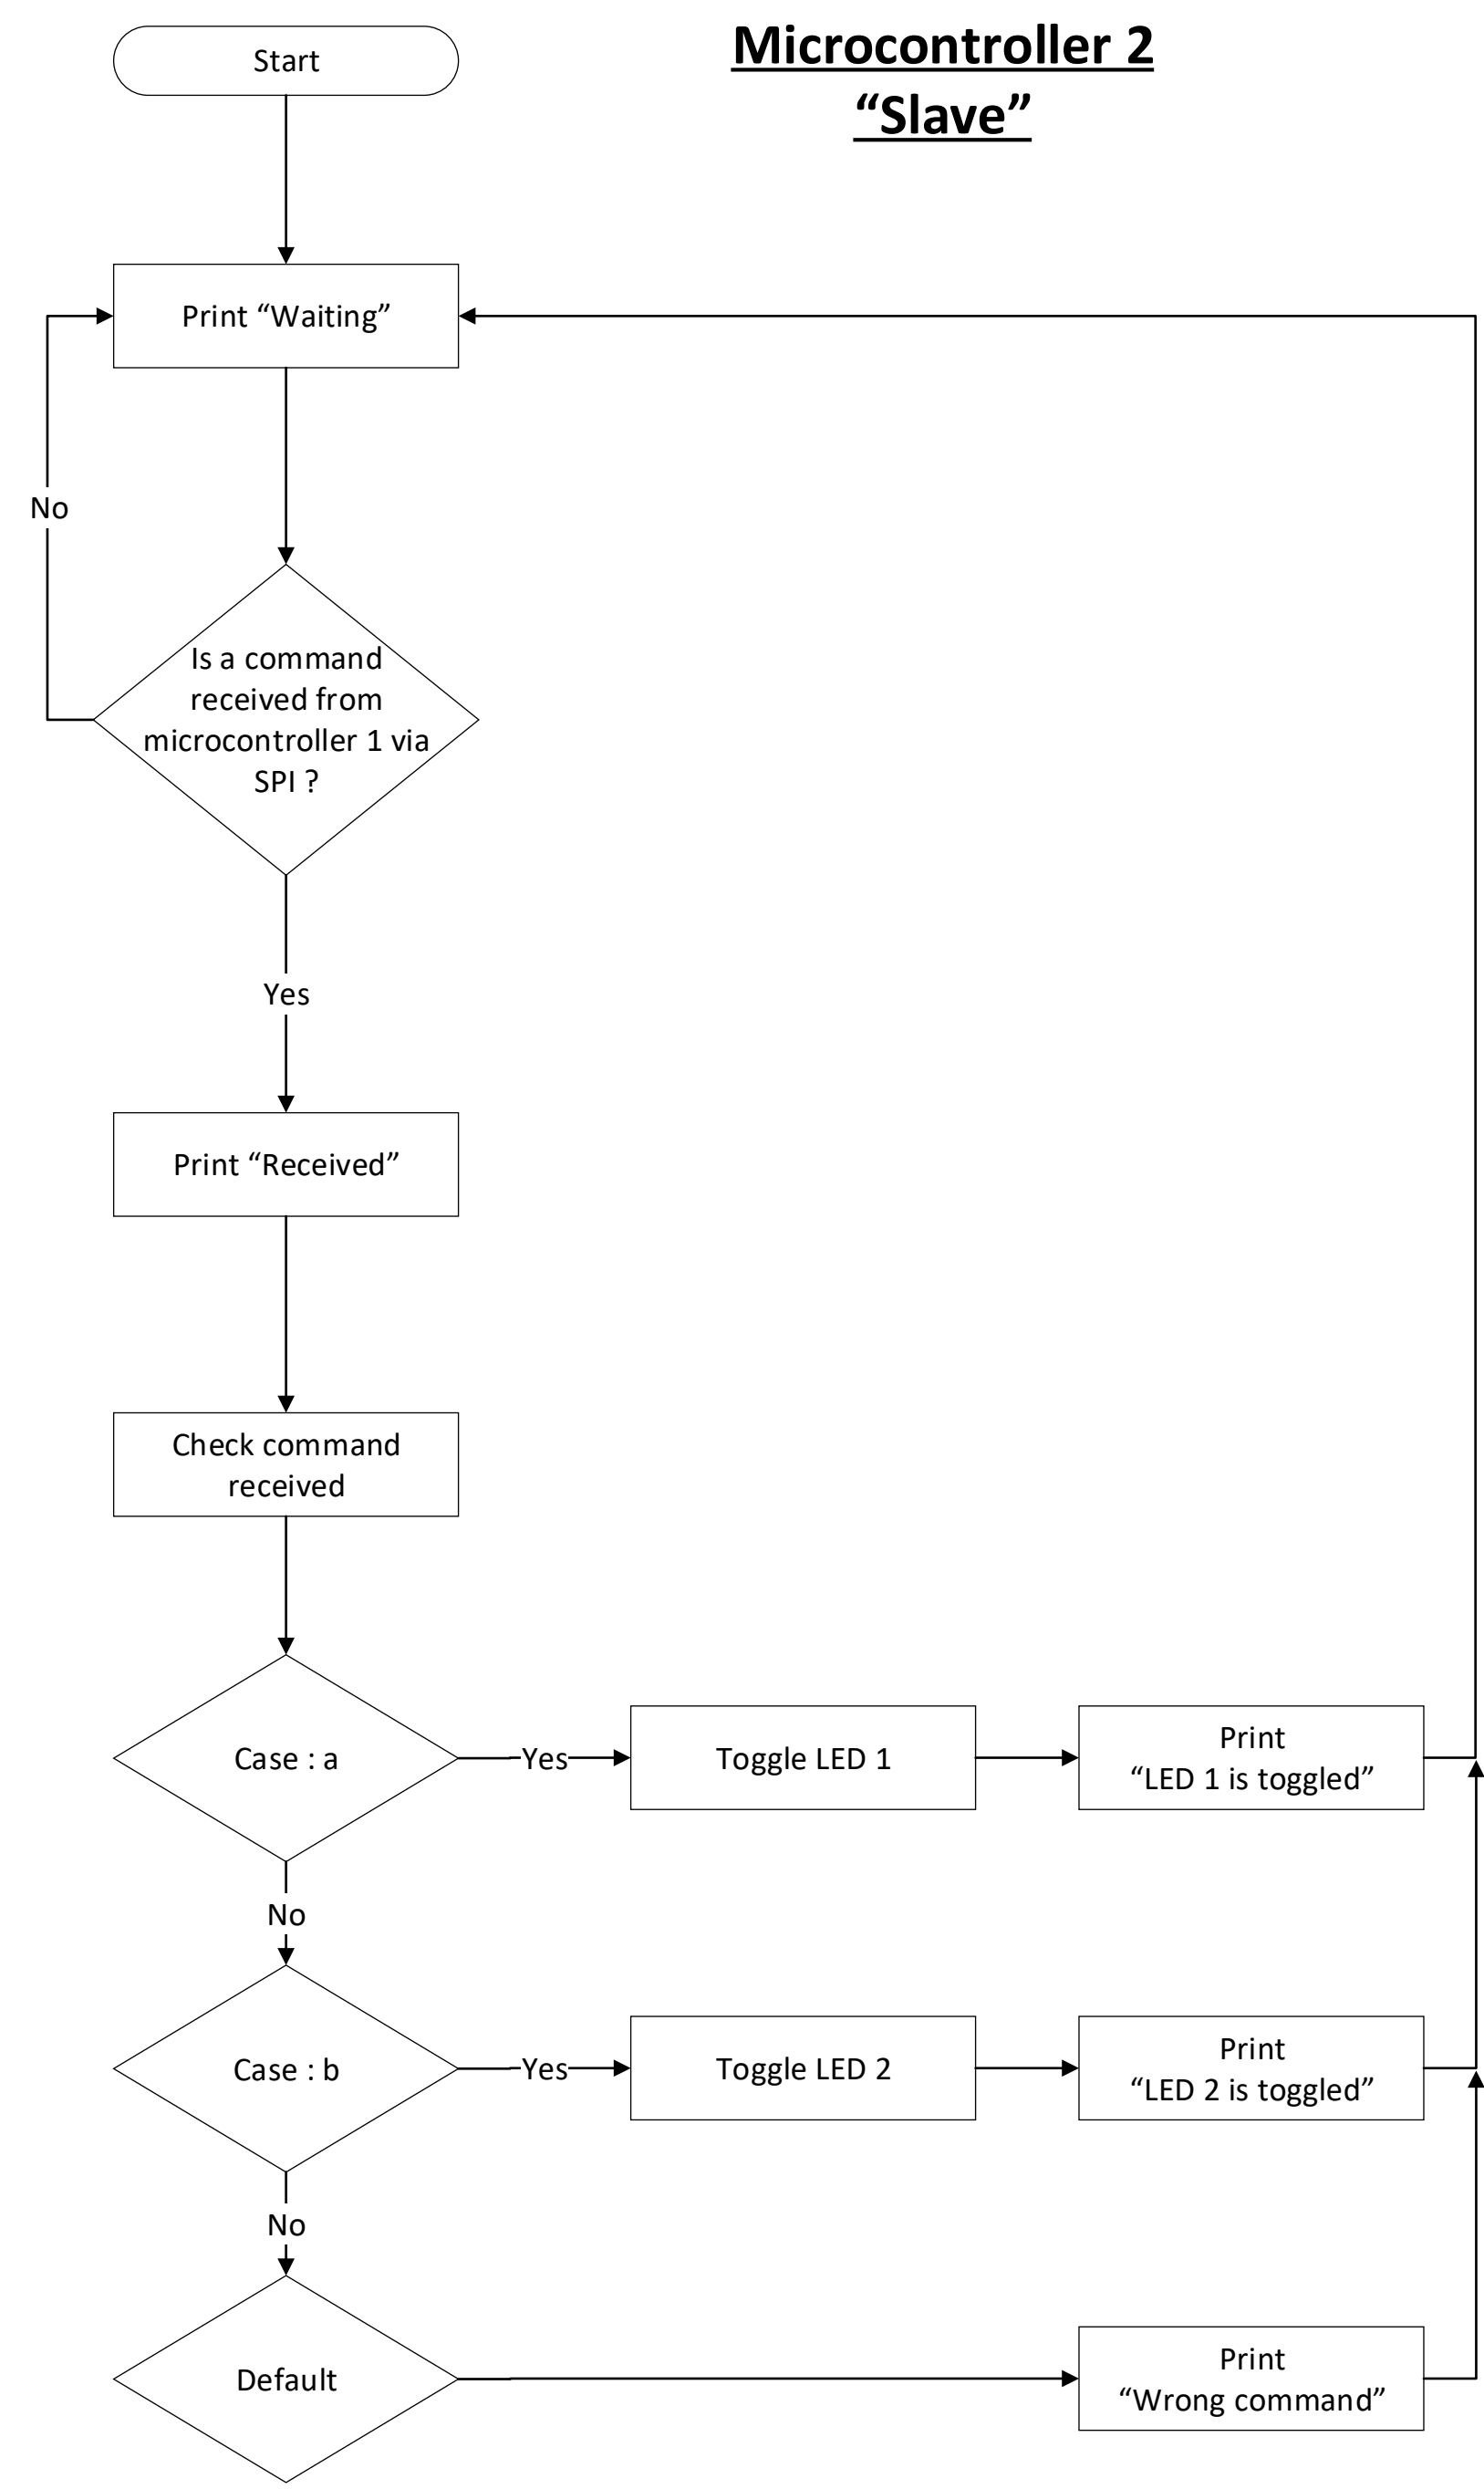 Microcontroller 2
“Slave”
Start
Print “Waiting”
No
Is a command
received from
microcontroller 1 via
SPI ?
Yes
Print “Received”
Check command
received
Case : a
Yes
Toggle LED 1
Print
“LED 1 is toggled”
No
Case : b
Yes
Toggle LED 2
Print
“LED 2 is toggled”
No
Default
Print
“Wrong command”